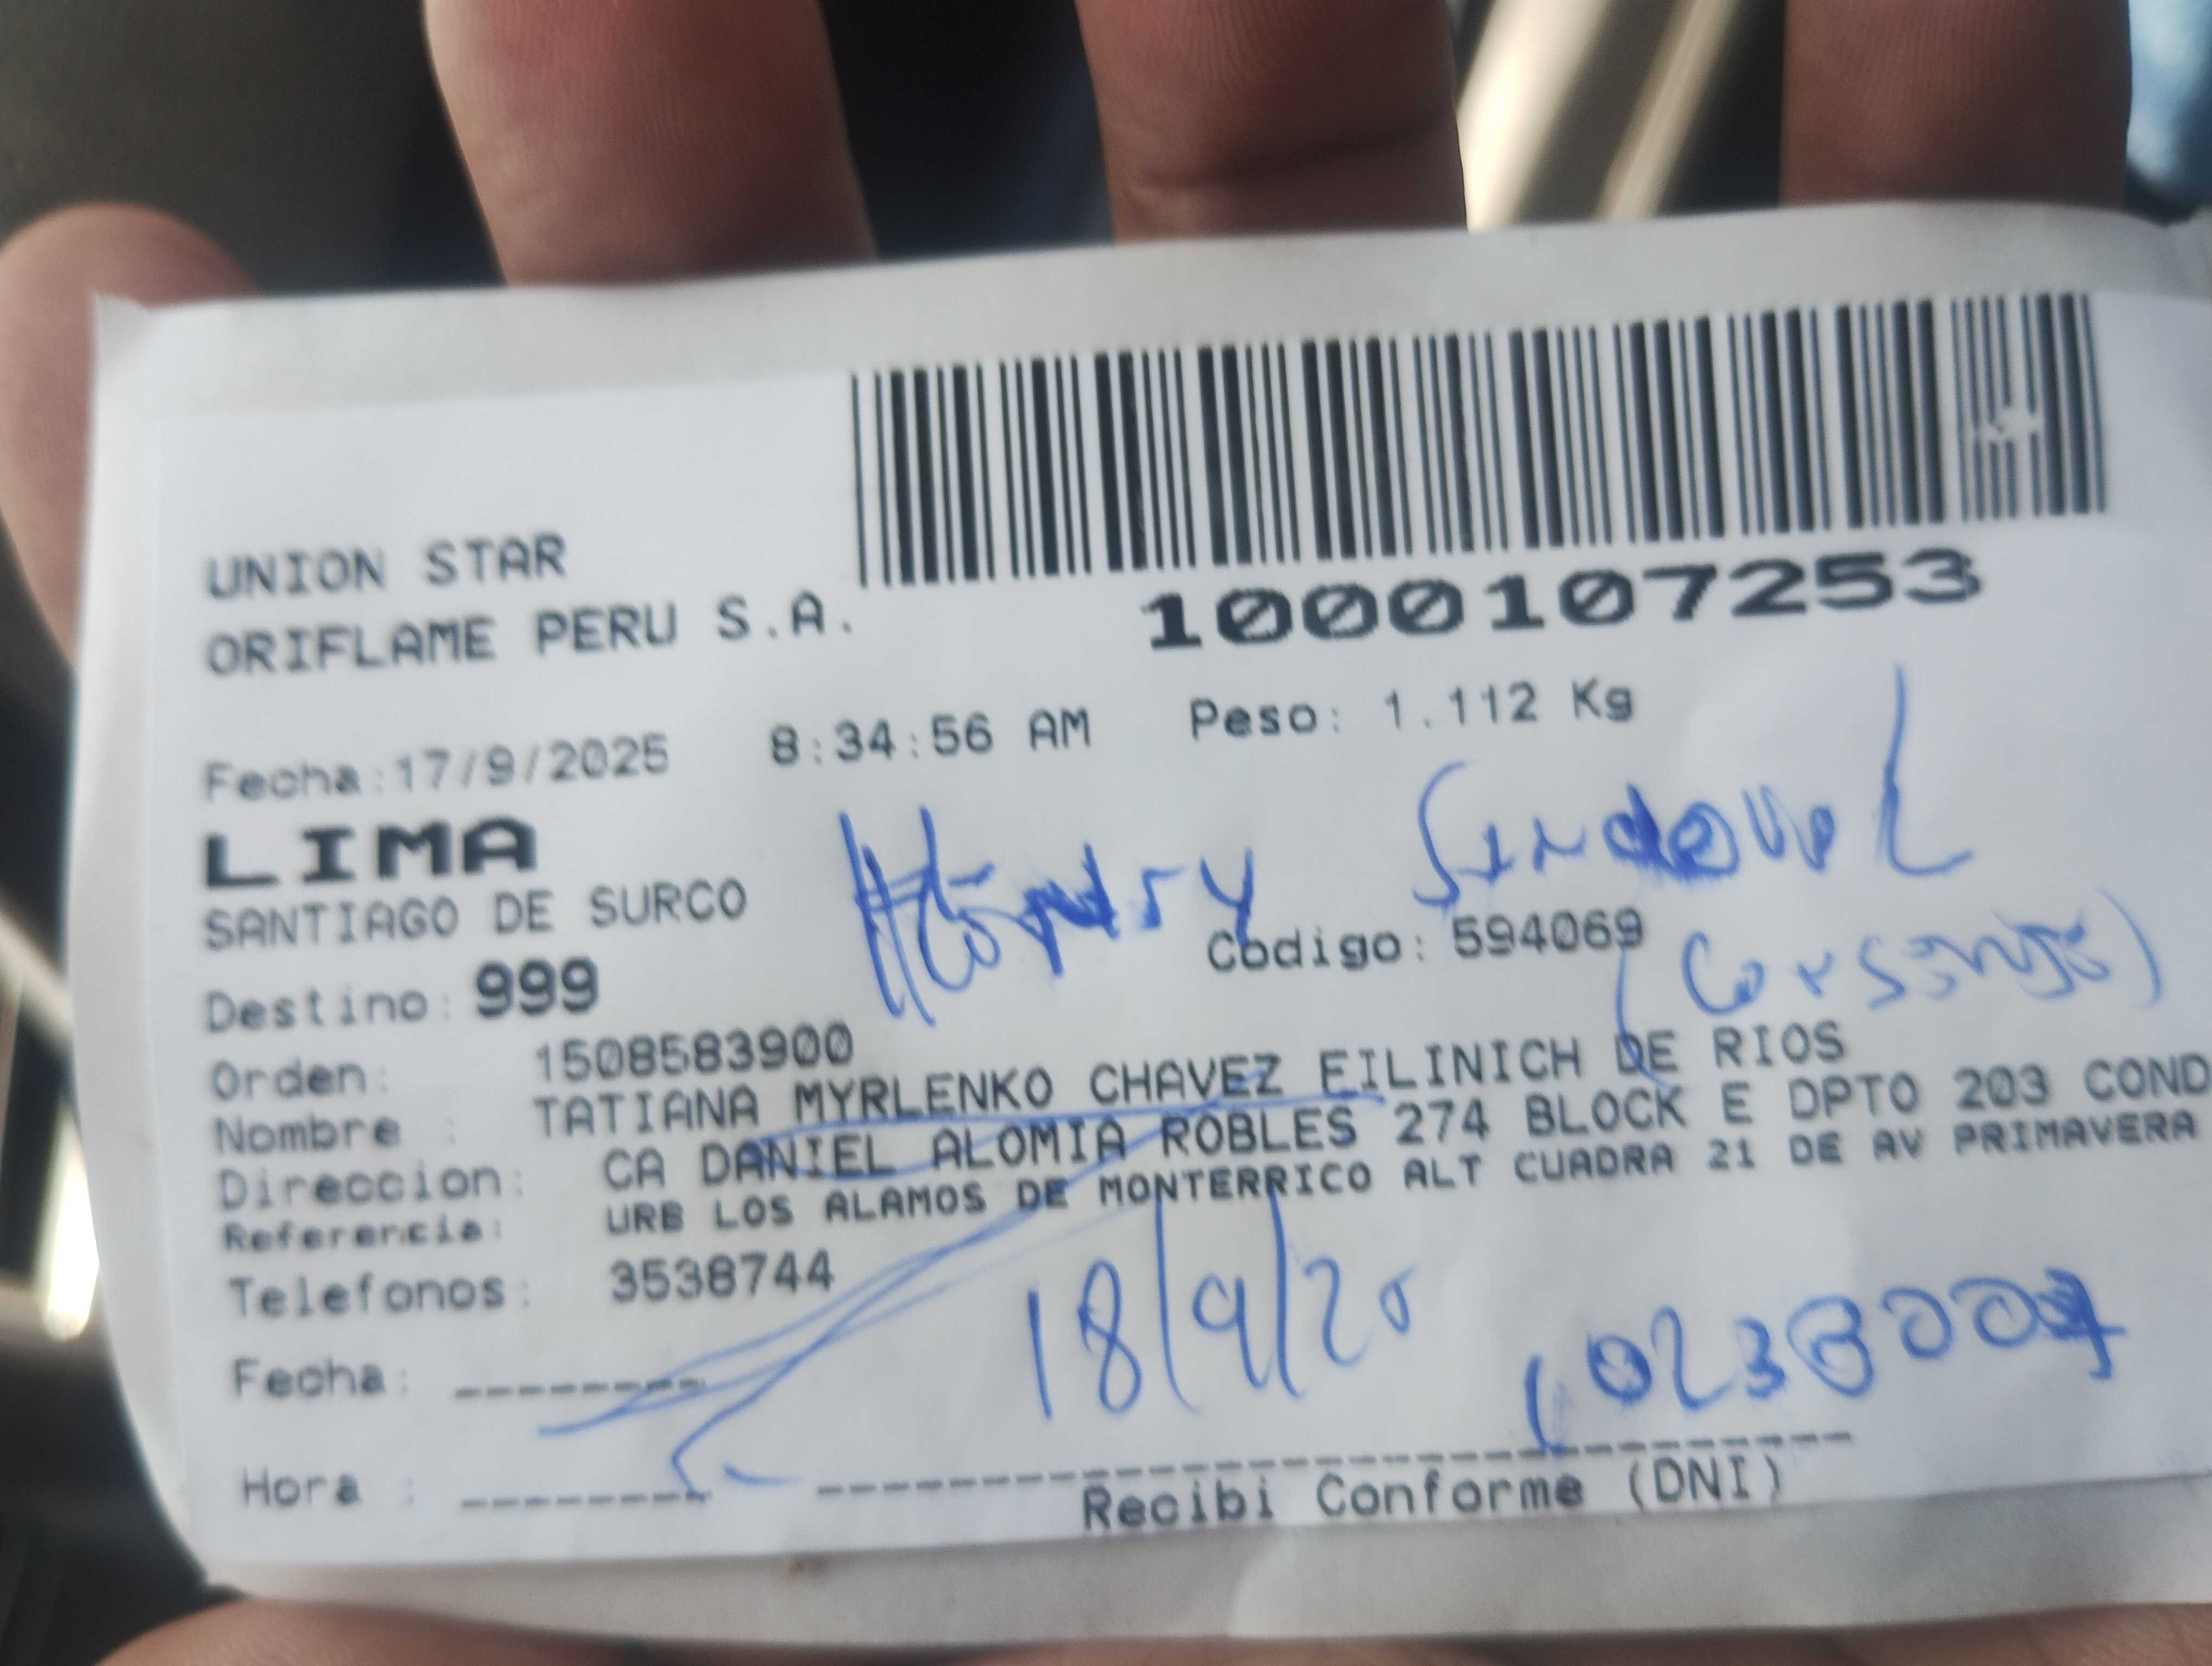 1000107253
UNION STAR
ORIFLAME PERU S.A.
Fecha:17/9/2025 8:34:56 AM Peso: 1.112 Kg
LIMA
SANTIAGO DE SURCO
Codigo: 594069
Destino: 999
Orden: 1508583900
Nombre : TATIANA MYRLENKO CHAVEZ EILINICH DE RIOS
Direccion: CA DANIEL ALOMIA ROBLES 274 BLOCK E DPTO 203 COND
Referencia: URB LOS ALAMOS DE MONTERRICO ALT CUADRA 21 DE AV PRIMAVERA
Telefonos: 3538744
18/9/20
Fecha:
Hora :
Recibi Conforme (DNI)